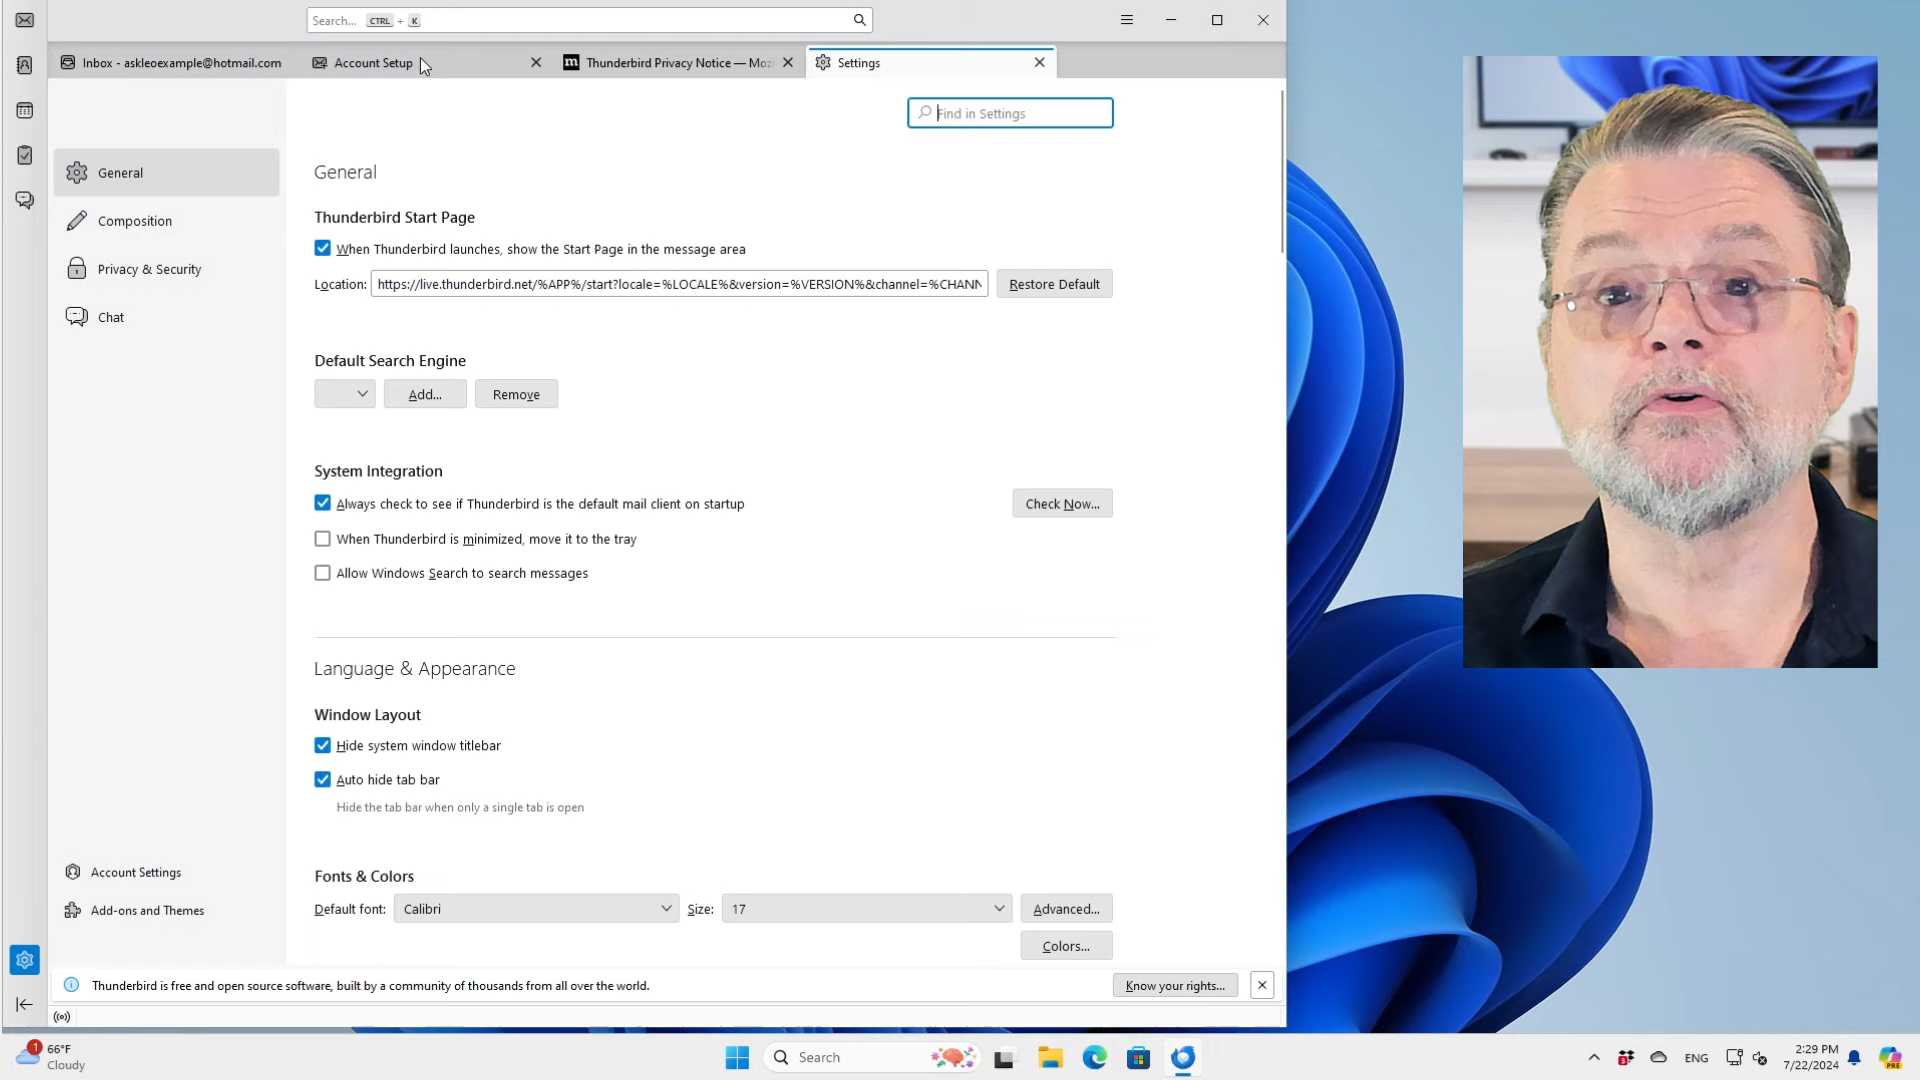 Search... CTRL + K
Inbox - askleoexample@hotmail.com
Account Setup
Thunderbird Privacy Notice — Moz
Settings
Find in Settings
General
Composition
Privacy & Security
Chat
Account Settings
Add-ons and Themes
General
Thunderbird Start Page
When Thunderbird launches, show the Start Page in the message area
Location: https://live.thunderbird.net/%APP%/start?locale=%LOCALE%&version=%VERSION%&channel=%CHANN Restore Default
Default Search Engine
Add... Remove
System Integration
Always check to see if Thunderbird is the default mail client on startup Check Now...
When Thunderbird is minimized, move it to the tray
Allow Windows Search to search messages
Language & Appearance
Window Layout
Hide system window titlebar
Auto hide tab bar
Hide the tab bar when only a single tab is open
Fonts & Colors
Default font: Calibri Size: 17 Advanced...
Colors...
Thunderbird is free and open source software, built by a community of thousands from all over the world. Know your rights...
1
66°F
Cloudy
Search
ENG
2:29 PM
7/22/2024
PRE